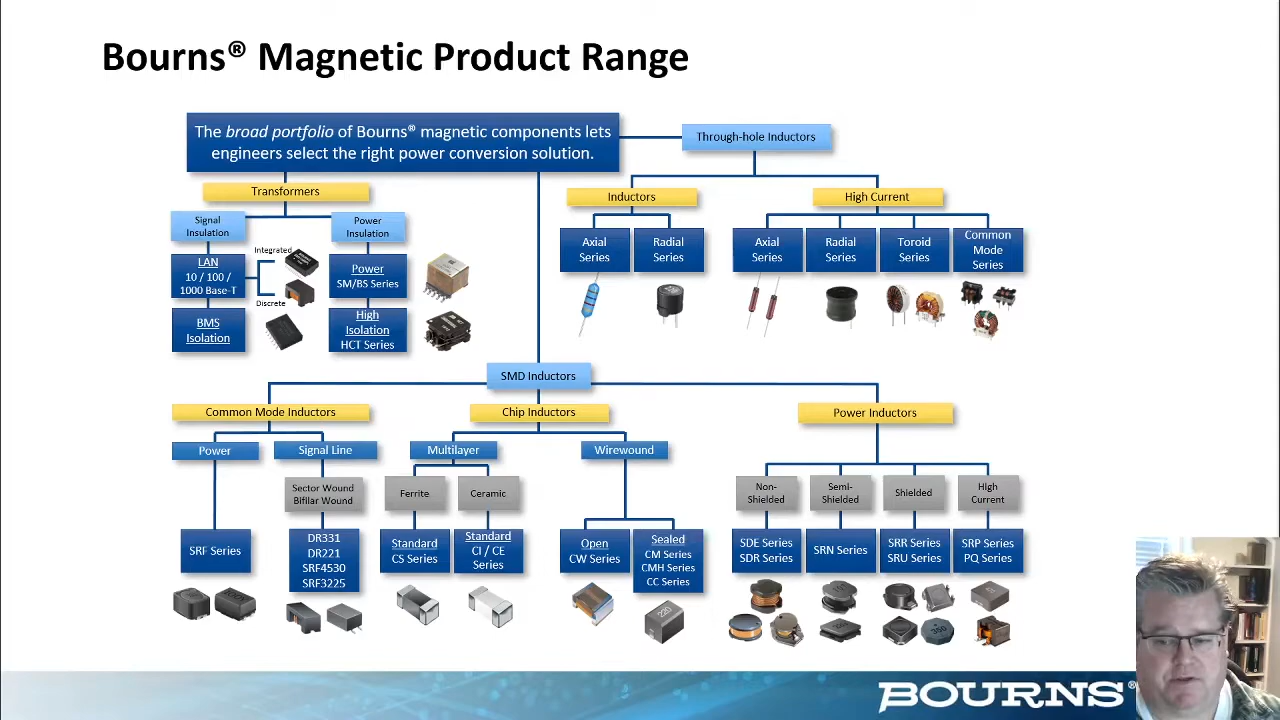 Bourns® Magnetic Product Range
The broad portfolio of Bourns® magnetic components lets
engineers select the right power conversion solution.
Through-hole Inductors
Transformers
Inductors
High Current
Signal
Insulation
Power
Insulation
Axial
Series
Radial
Series
Axial
Series
Radial
Series
Toroid
Series
Common
Mode
Series
LAN
10 / 100 /
1000 Base-T
Integrated
Discrete
Power
SM/BS Series
BMS
Isolation
High
Isolation
HCT Series
SMD Inductors
Common Mode Inductors
Chip Inductors
Power Inductors
Power
Signal Line
Multilayer
Wirewound
Sector Wound
Bifilar Wound
Ferrite
Ceramic
Non-
Shielded
Semi-
Shielded
Shielded
High
Current
SRF Series
DR331
DR221
SRF4530
SRF3225
Standard
CS Series
Standard
CI / CE
Series
Open
CW Series
Sealed
CM Series
CMH Series
CC Series
SDE Series
SDR Series
SRN Series
SRR Series
SRU Series
SRP Series
PQ Series
220
BOURNS®